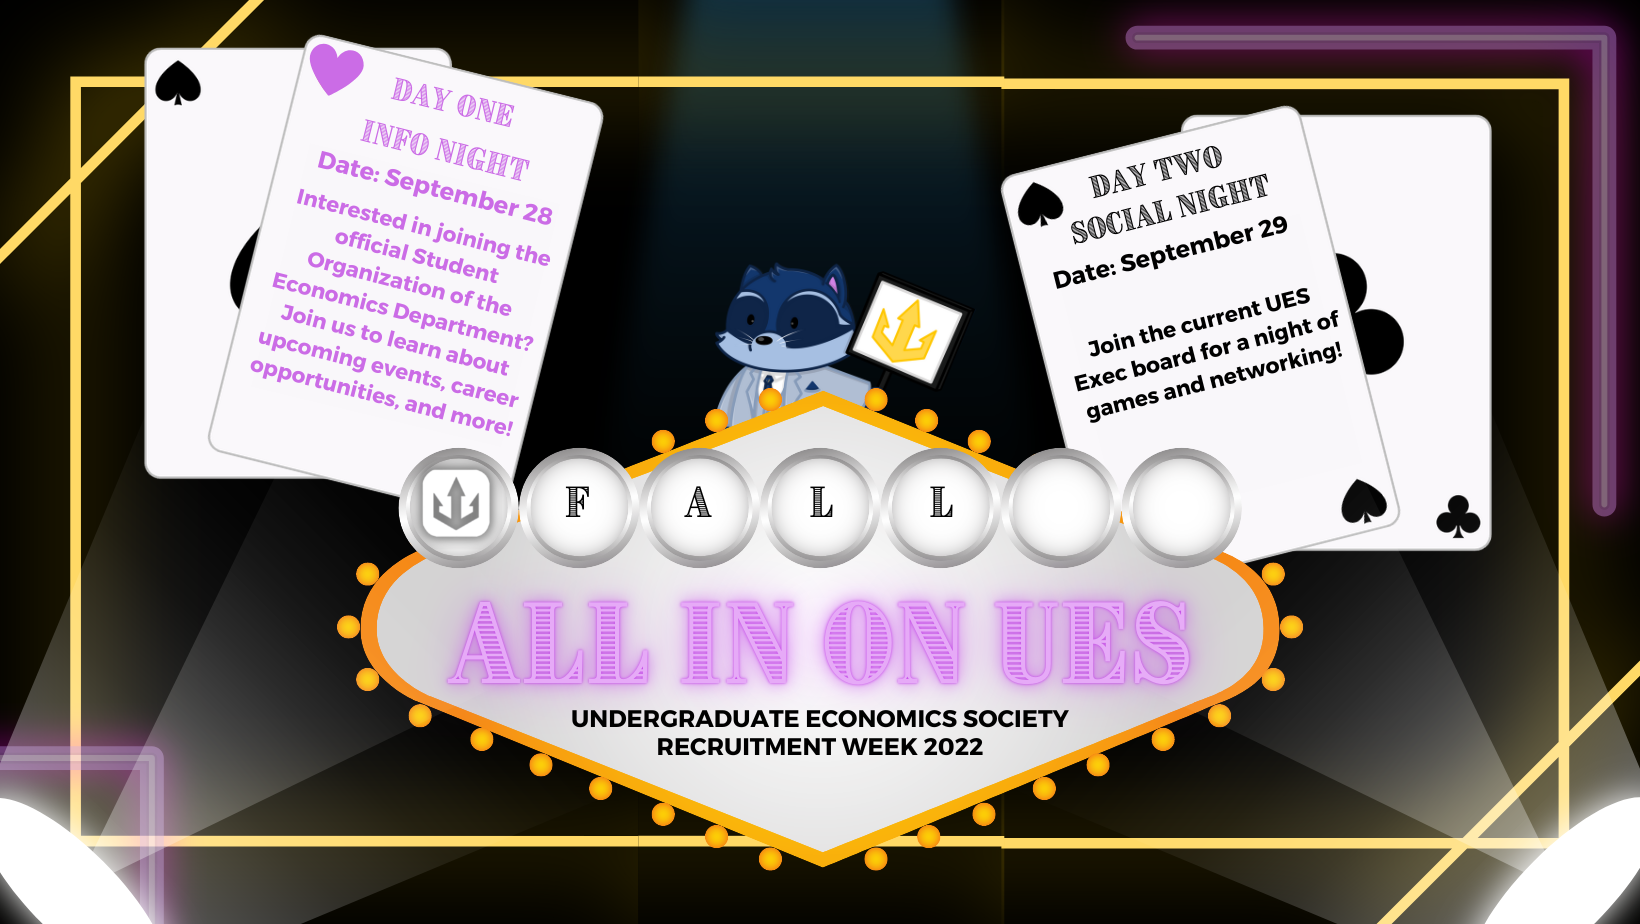 DAY ONE
INFO NIGHT
Date: September 28
Interested in joining the
official Student
Organization of the
Economics Department?
Join us to learn about
upcoming events, career
opportunities, and more!
DAY TWO
SOCIAL NIGHT
Date: September 29
Join the current UES
Exec board for a night of
games and networking!
FALL
ALL IN ON UES
UNDERGRADUATE ECONOMICS SOCIETY
RECRUITMENT WEEK 2022